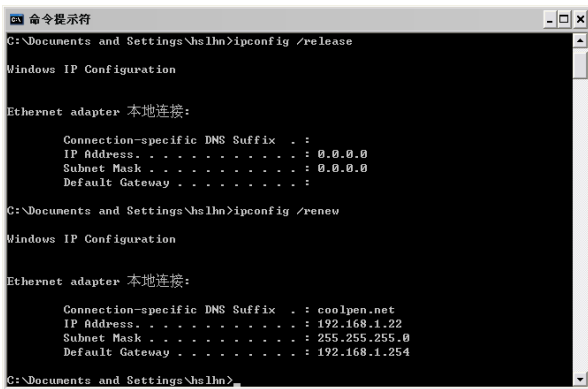 命令提示符
C:\Documents and Settings\hslhn>ipconfig /release
Windows IP Configuration
Ethernet adapter 本地连接:
Connection-specific DNS Suffix  . :
IP Address. . . . . . . . . . . . : 0.0.0.0
Subnet Mask . . . . . . . . . . . : 0.0.0.0
Default Gateway . . . . . . . . . :
C:\Documents and Settings\hslhn>ipconfig /renew
Windows IP Configuration
Ethernet adapter 本地连接:
Connection-specific DNS Suffix  . : coolpen.net
IP Address. . . . . . . . . . . . : 192.168.1.22
Subnet Mask . . . . . . . . . . . : 255.255.255.0
Default Gateway . . . . . . . . . : 192.168.1.254
C:\Documents and Settings\hslhn>_